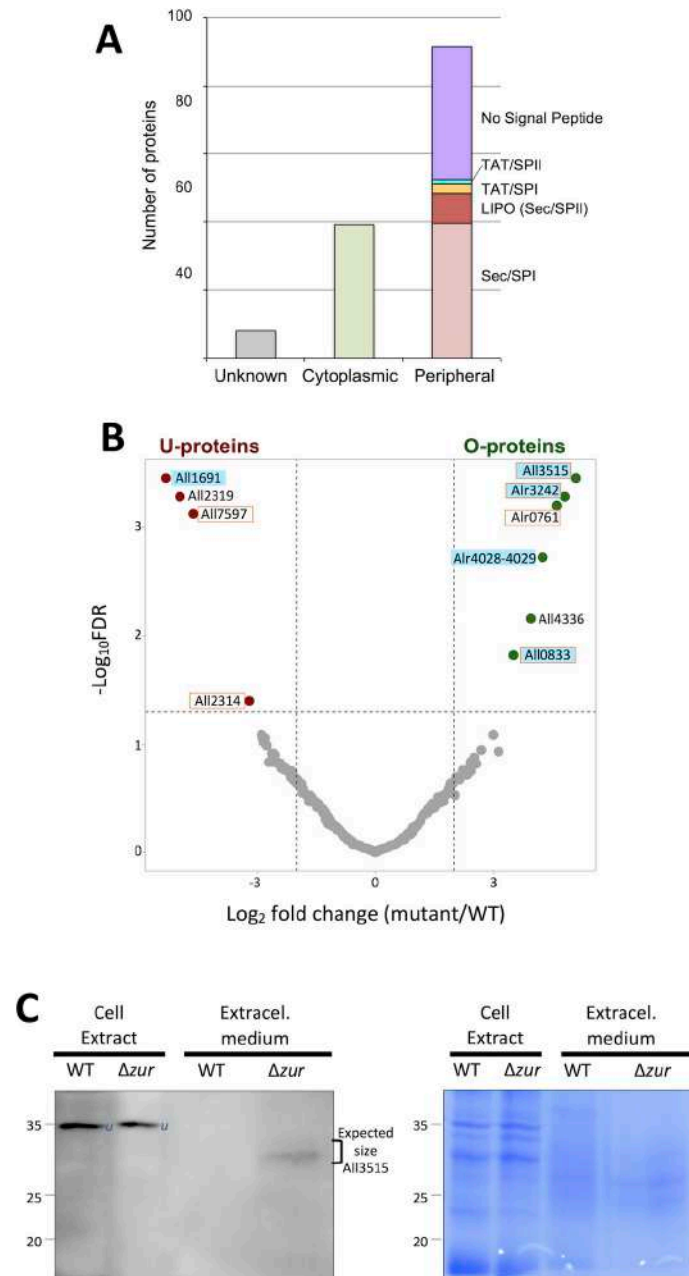 A
100
80
60
40
Number of proteins
No Signal Peptide
TAT/SPII
TAT/SPI
LIPO (Sec/SPII)
Sec/SPI
Unknown Cytoplasmic Peripheral
B
U-proteins O-proteins
All1691
All2319
All7597
All2314
All3515
Alr3242
Alr0761
Alr4028-4029
All4336
All0833
3
2
1
0
-Log10FDR
-3 0 3
Log2 fold change (mutant/WT)
C
Cell Extracel.
Extract medium
WT Δzur WT Δzur
35
25
20
u u
Expected
size
All3515
Cell Extracel.
Extract medium
WT Δzur WT Δzur
35
25
20